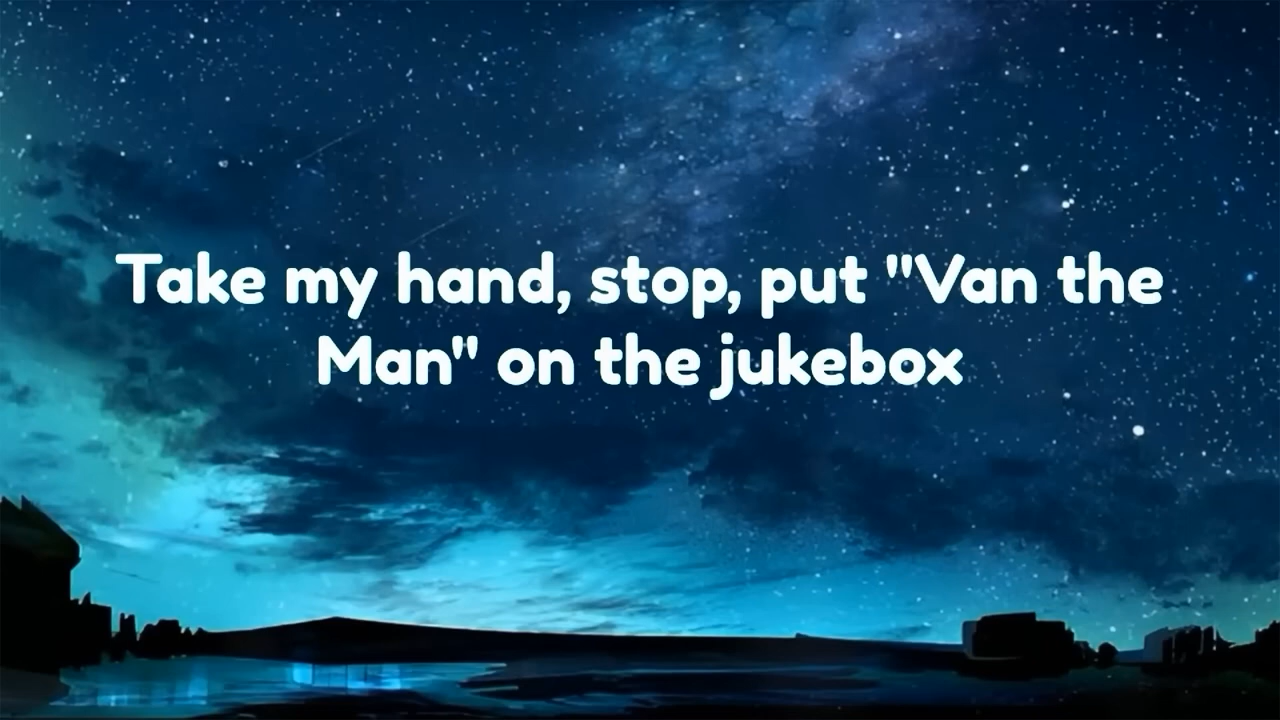 Take my hand, stop, put "Van the
Man" on the jukebox